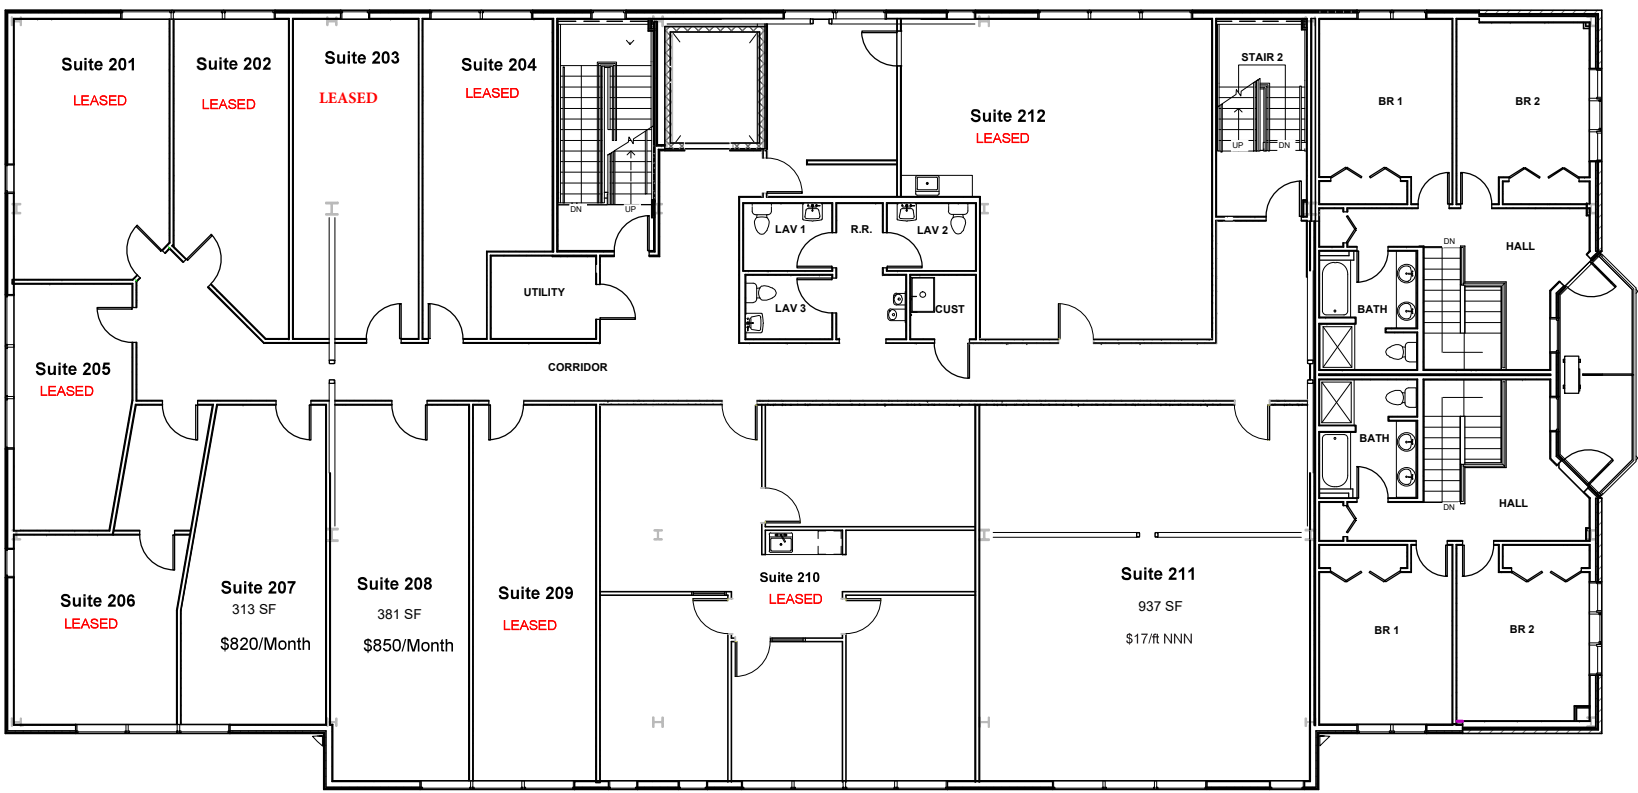 Suite 201
LEASED
Suite 202
LEASED
Suite 203
LEASED
Suite 204
LEASED
DN
UP
Suite 212
LEASED
STAIR 2
UP
DN
BR 1
BR 2
LAV 1
R.R.
LAV 2
UTILITY
LAV 3
CUST
DN
HALL
BATH
CORRIDOR
Suite 205
LEASED
BATH
DN
HALL
Suite 206
LEASED
Suite 207
313 SF
$820/Month
Suite 208
381 SF
$850/Month
Suite 209
LEASED
Suite 210
LEASED
Suite 211
937 SF
$17/ft NNN
BR 1
BR 2